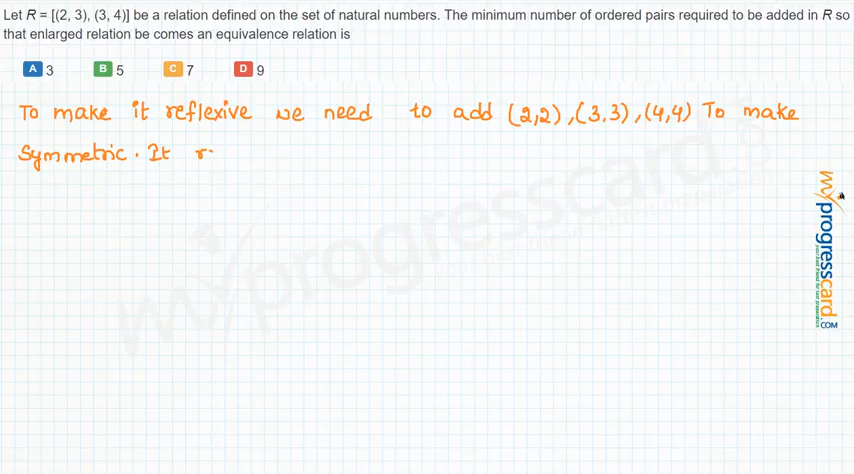 Let R = [(2, 3), (3, 4)] be a relation defined on the set of natural numbers. The minimum number of ordered pairs required to be added in R so
that enlarged relation be comes an equivalence relation is
A 3 B 5 C 7 D 9
To make it reflexive we need to add (2,2),(3,3),(4,4) To make
Symmetric. It r
myprogresscard
myprogresscard
.COM